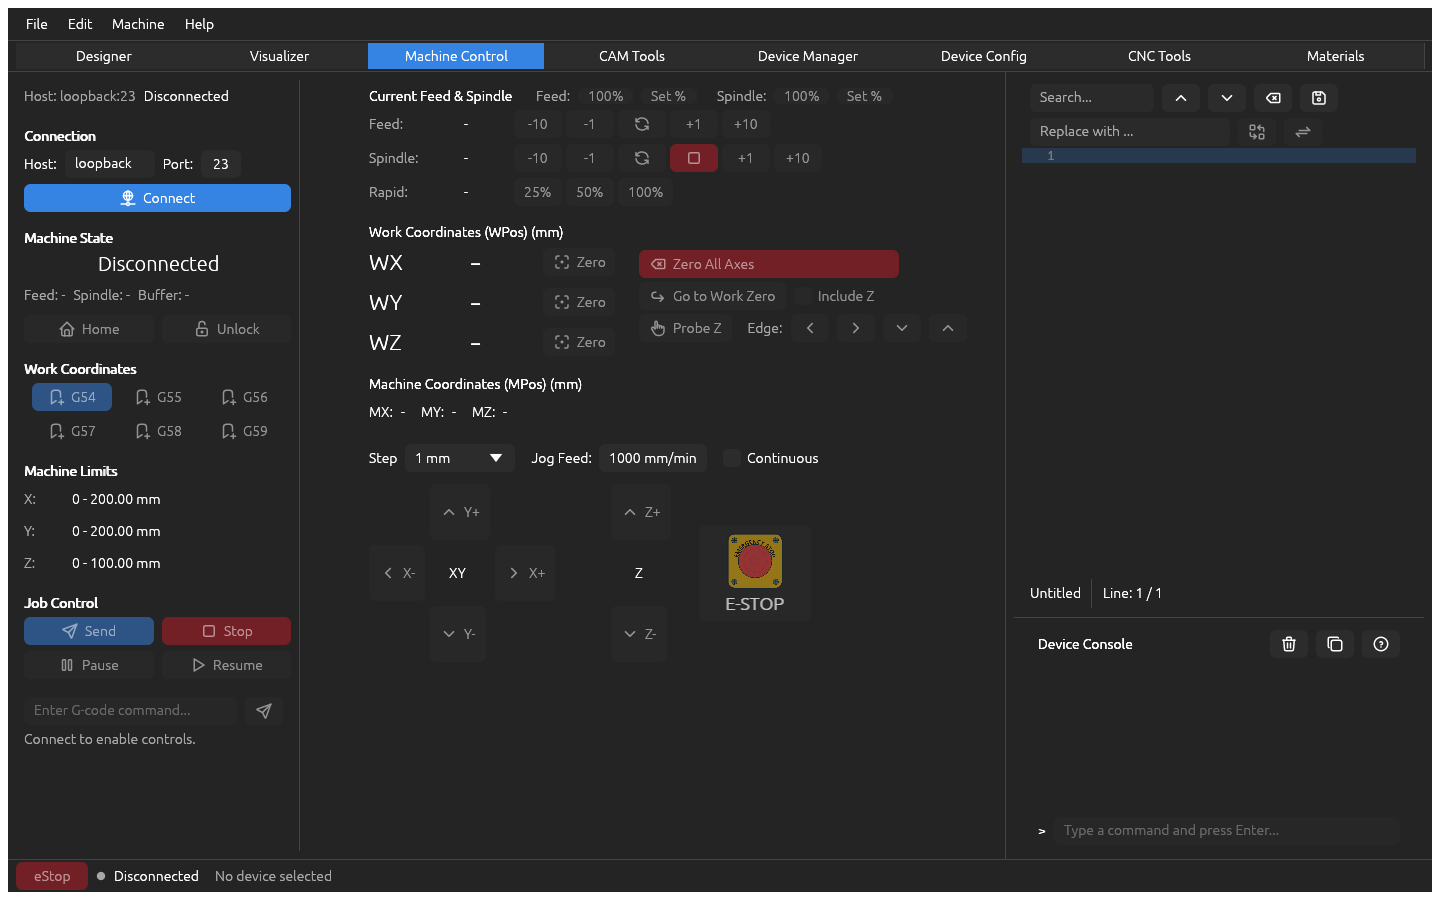 File Edit Machine Help
Designer Visualizer Machine Control CAM Tools Device Manager Device Config CNC Tools Materials
Host: loopback:23 Disconnected
Connection
Host: loopback Port: 23
Connect
Machine State
Disconnected
Feed: - Spindle: - Buffer: -
Home Unlock
Work Coordinates
G54 G55 G56
G57 G58 G59
Machine Limits
X: 0 - 200.00 mm
Y: 0 - 200.00 mm
Z: 0 - 100.00 mm
Job Control
Send Stop
Pause Resume
Enter G-code command...
Connect to enable controls.
Current Feed & Spindle Feed: 100% Set % Spindle: 100% Set %
Feed: - -10 -1 +1 +10
Spindle: - -10 -1 +1 +10
Rapid: - 25% 50% 100%
Work Coordinates (WPos) (mm)
WX - Zero
WY - Zero
WZ - Zero
Zero All Axes
Go to Work Zero Include Z
Probe Z Edge:
Machine Coordinates (MPos) (mm)
MX: - MY: - MZ: -
Step 1 mm Jog Feed: 1000 mm/min Continuous
Y+ Z+
X- XY X+ Z
Y- Z-
EMERGENCY STOP
E-STOP
Search...
Replace with ...
1
Untitled Line: 1 / 1
Device Console
> Type a command and press Enter...
eStop Disconnected No device selected